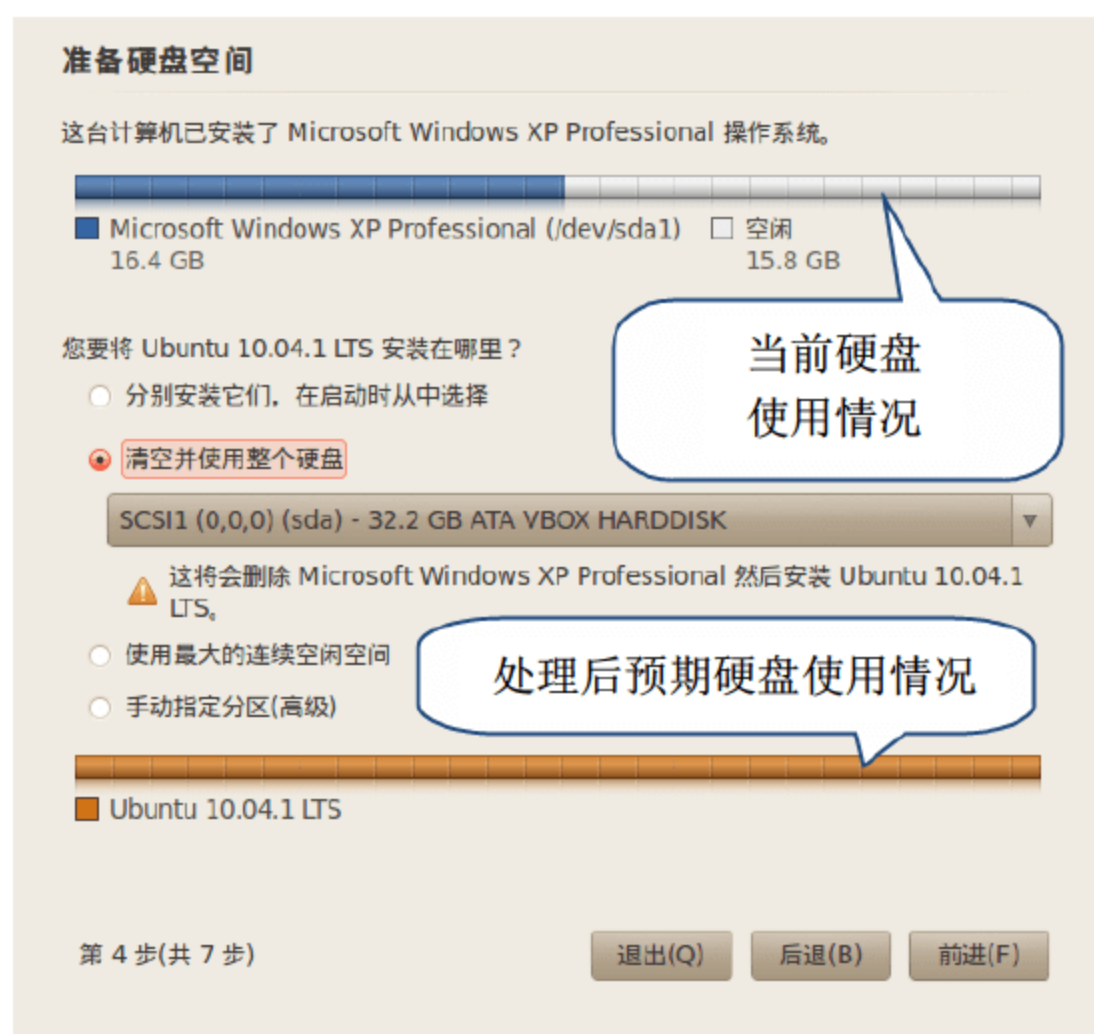 准备硬盘空间
这台计算机已安装了 Microsoft Windows XP Professional 操作系统。
Microsoft Windows XP Professional (/dev/sda1)
16.4 GB
空闲
15.8 GB
当前硬盘
使用情况
您要将 Ubuntu 10.04.1 LTS 安装在哪里？
分别安装它们，在启动时从中选择
清空并使用整个硬盘
SCSI1 (0,0,0) (sda) - 32.2 GB ATA VBOX HARDDISK
这将会删除 Microsoft Windows XP Professional 然后安装 Ubuntu 10.04.1
LTS。
使用最大的连续空闲空间
处理后预期硬盘使用情况
手动指定分区(高级)
Ubuntu 10.04.1 LTS
第 4 步(共 7 步)
退出(Q)
后退(B)
前进(F)